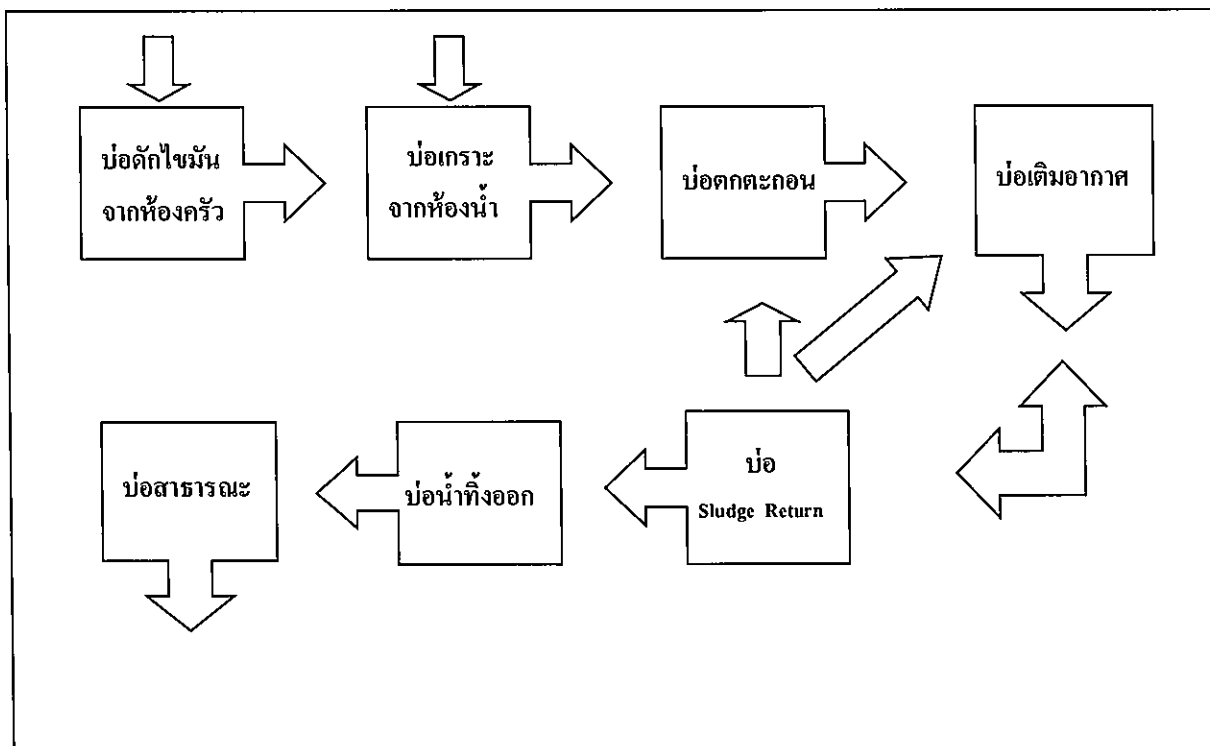 บ่อดักไขมัน
จากห้องครัว
บ่อเกราะ
จากห้องน้ำ
บ่อตกตะกอน
บ่อเติมอากาศ
บ่อสาธารณะ
บ่อน้ำทิ้งออก
บ่อ
Sludge Return